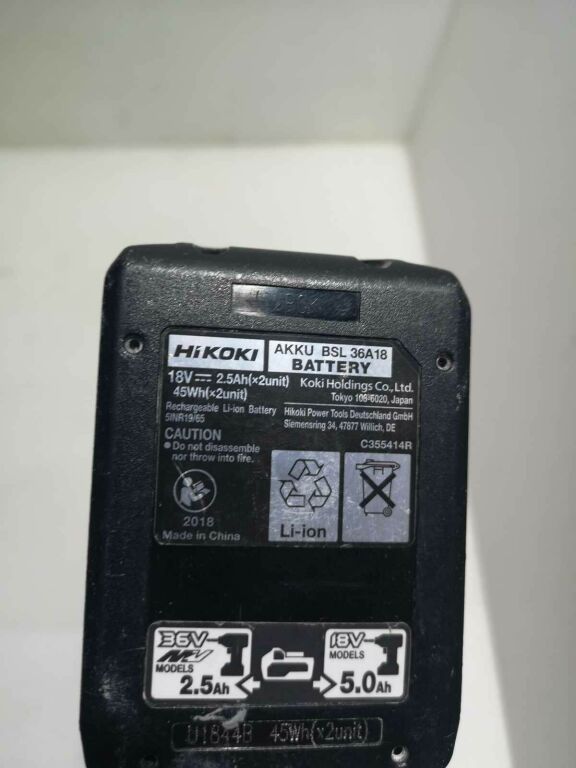 HiKOKI
AKKU BSL 36A18
BATTERY
18V 2.5Ah(×2unit)
45Wh(×2unit)
Koki Holdings Co., Ltd.
Tokyo 108-6020, Japan
Rechargeable Li-ion Battery
5INR19/65
Hikoki Power Tools Deutschland GmbH
Siemensring 34, 47877 Willich, DE
CAUTION
• Do not disassemble
nor throw into fire.
C355414R
2018
Made in China
Li-ion
36V
MV
MODELS
2.5Ah
18V
MODELS
5.0Ah
U1844B 45Wh(×2unit)